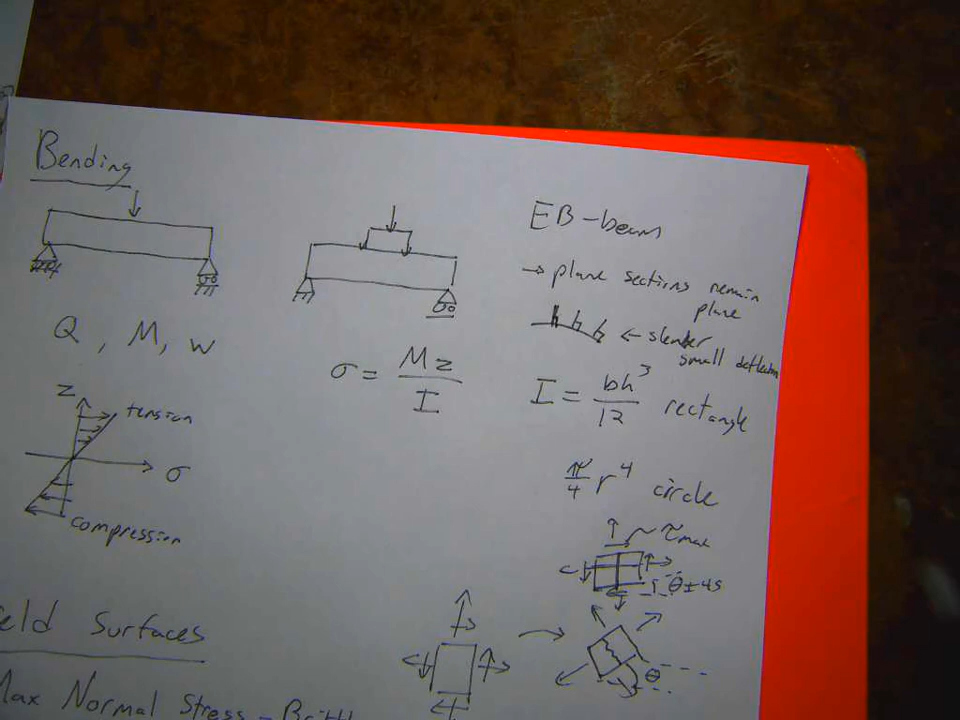 Bending
EB-beam
→ plane sections remain
plane
← slender
small deflection
Q, M, w
σ = Mz / I
I = bh³ / 12 rectangle
π/4 r⁴ circle
z
tension
σ
compression
τmax
θ ± 45
θ
eld Surfaces
Max Normal Stress - Britt